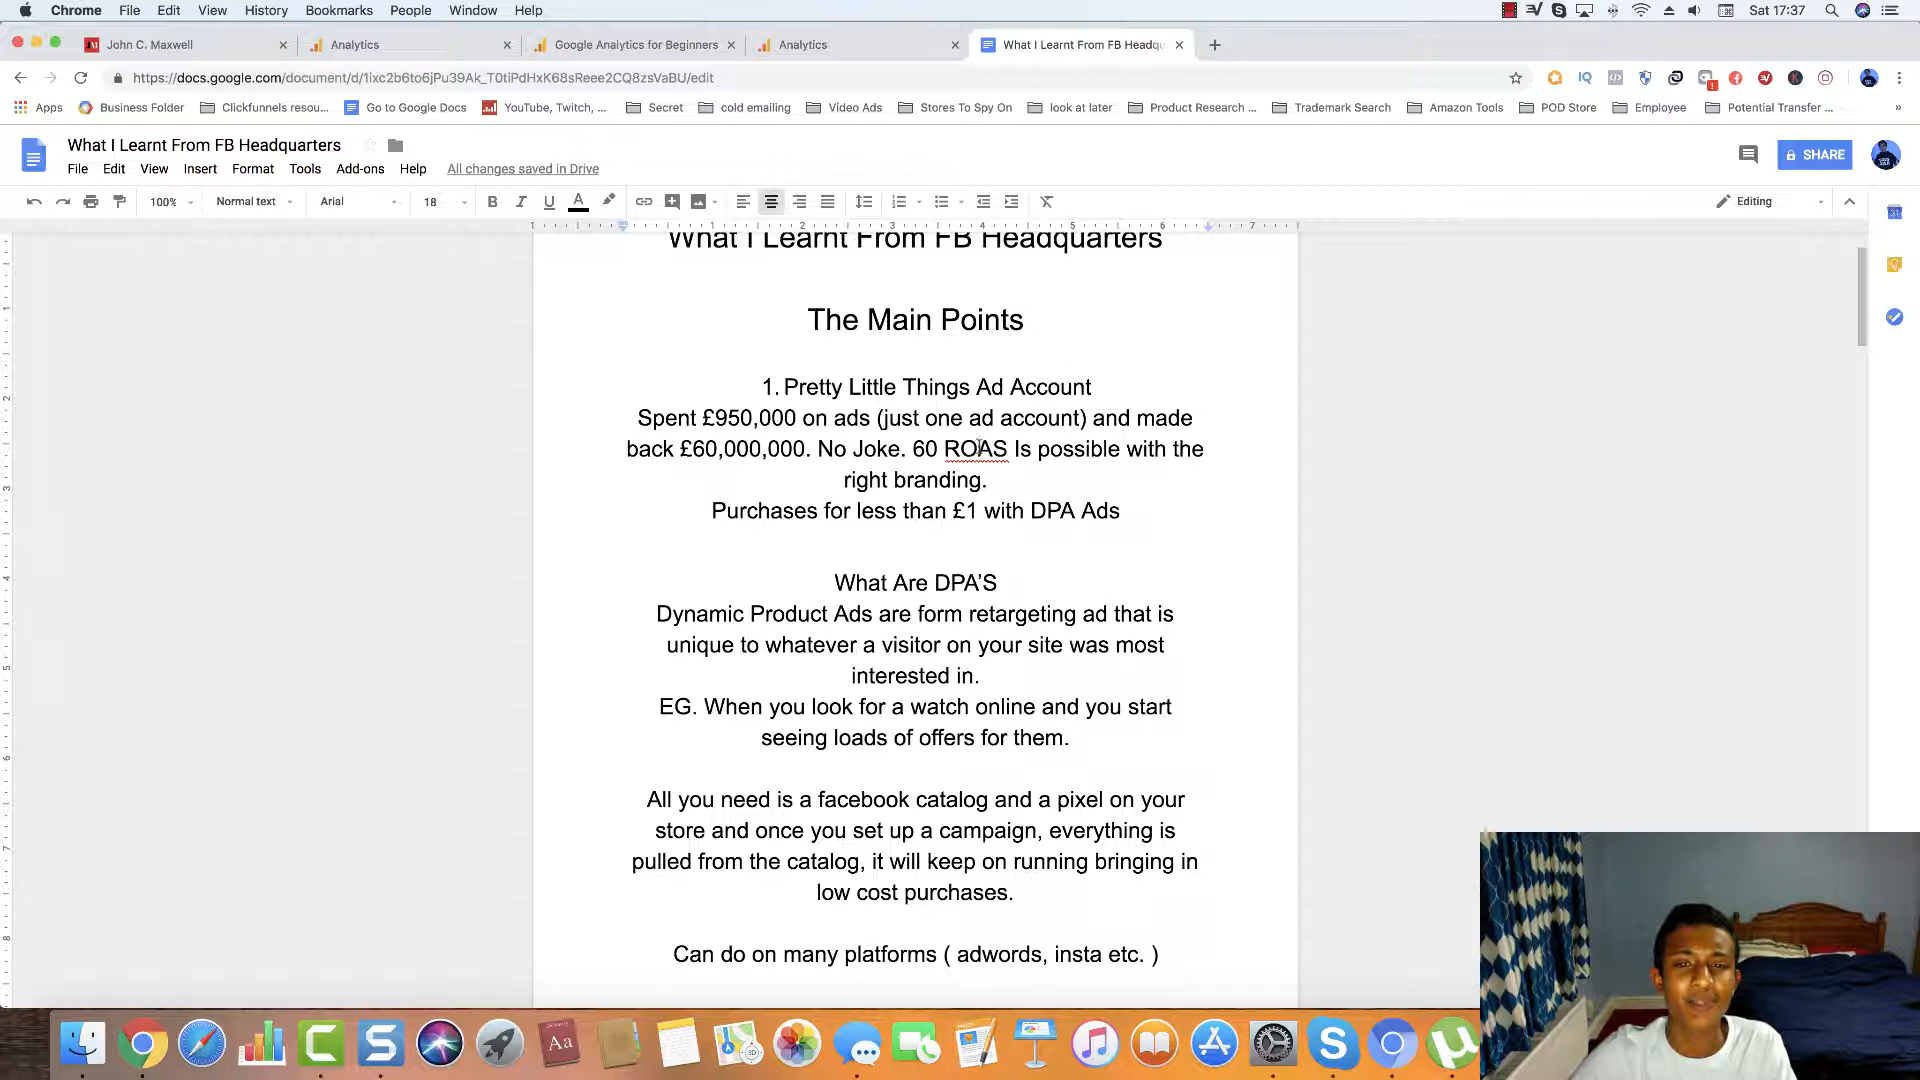 Chrome File Edit View History Bookmarks People Window Help Sat 17:37
John C. Maxwell Analytics Google Analytics for Beginners Analytics What I Learnt From FB Headqu
https://docs.google.com/document/d/1ixc2b6to6jPu39Ak_T0tiPdHxK68sReee2CQ8zsVaBU/edit
Apps Business Folder Clickfunnels resou... Go to Google Docs YouTube, Twitch, ... Secret cold emailing Video Ads Stores To Spy On look at later Product Research ... Trademark Search Amazon Tools POD Store Employee Potential Transfer ... »
What I Learnt From FB Headquarters
SHARE
File Edit View Insert Format Tools Add-ons Help All changes saved in Drive
100% Normal text Arial 18 B I U A Editing
What I Learnt From FB Headquarters
The Main Points
1. Pretty Little Things Ad Account
Spent £950,000 on ads (just one ad account) and made
back £60,000,000. No Joke. 60 ROAS Is possible with the
right branding.
Purchases for less than £1 with DPA Ads
What Are DPA'S
Dynamic Product Ads are form retargeting ad that is
unique to whatever a visitor on your site was most
interested in.
EG. When you look for a watch online and you start
seeing loads of offers for them.
All you need is a facebook catalog and a pixel on your
store and once you set up a campaign, everything is
pulled from the catalog, it will keep on running bringing in
low cost purchases.
Can do on many platforms ( adwords, insta etc. )